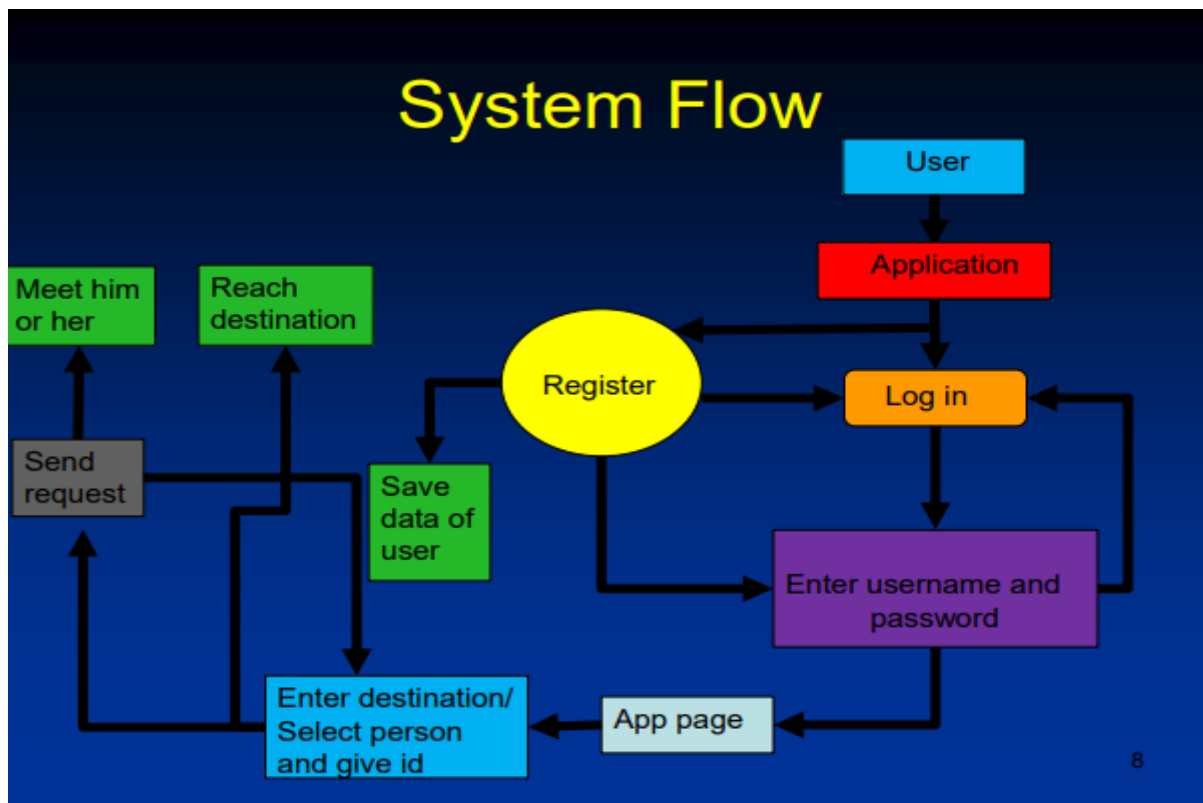 System Flow
User
Application
Meet him
or her
Reach
destination
Register
Log in
Send
request
Save
data of
user
Enter username and
password
Enter destination/
Select person
and give id
App page
8